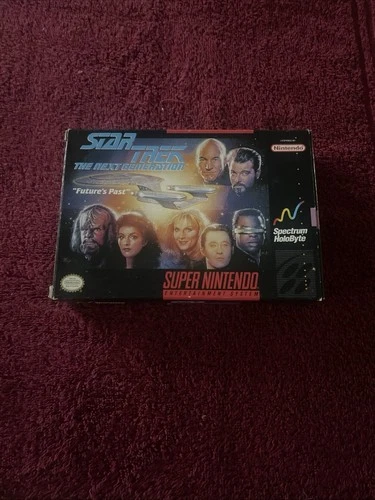 STAR
TREK
THE NEXT GENERATION
"Future's Past"
Nintendo
Spectrum
HoloByte
SUPER NINTENDO
ENTERTAINMENT SYSTEM